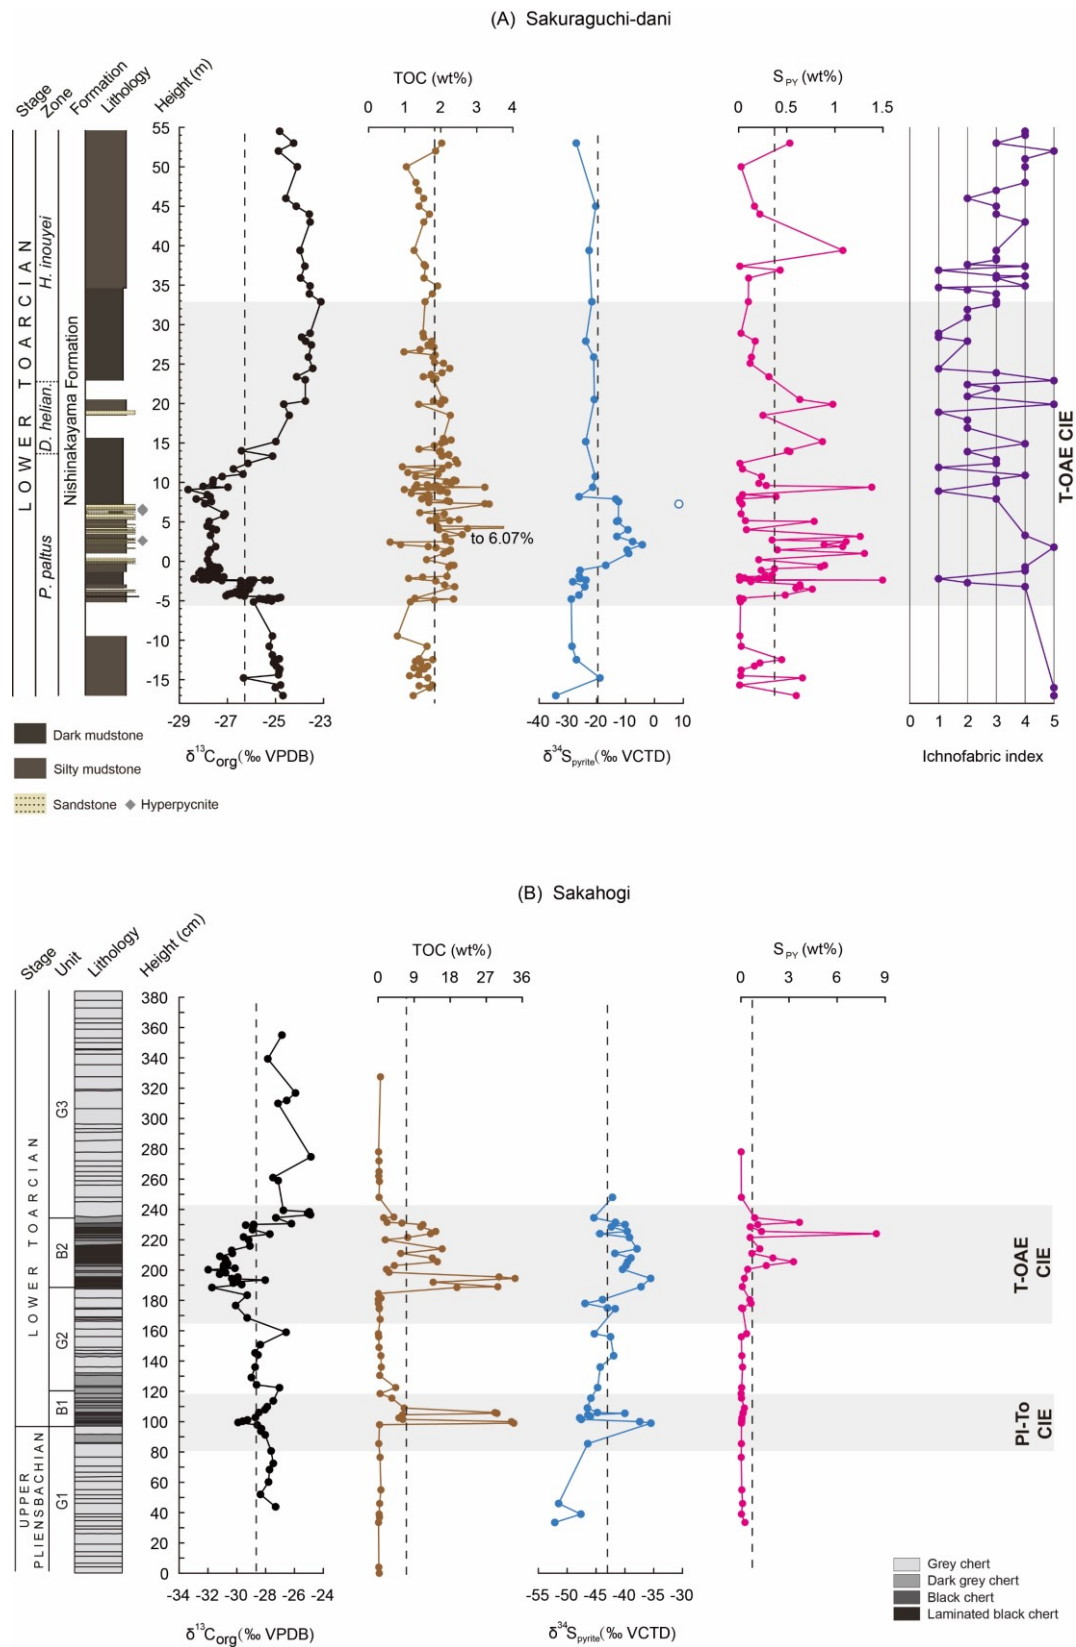 (A) Sakuraguchi-dani
Stage
Zone
Formation
Lithology
Height (m)
TOC (wt%)
S PY (wt%)
0 1 2 3 4
0 0.5 1 1.5
55
50
45
40
35
30
25
20
15
10
5
0
-5
-10
-15
LOWER TOARCIAN
H. inouyei
D. helian.
P. paltus
Nishinakayama Formation
to 6.07%
T-OAE CIE
-29 -27 -25 -23
-40 -30 -20 -10 0 10
0 1 2 3 4 5
δ13Corg(‰ VPDB)
δ34Spyrite(‰ VCTD)
Ichnofabric index
Dark mudstone
Silty mudstone
Sandstone
Hyperpycnite
(B) Sakahogi
Stage
Unit
Lithology
Height (cm)
TOC (wt%)
S PY (wt%)
0 9 18 27 36
0 3 6 9
380
360
340
320
300
280
260
240
220
200
180
160
140
120
100
80
60
40
20
0
LOWER TOARCIAN
UPPER PLIENSBACHIAN
G3
B2
G2
B1
G1
T-OAE
CIE
Pl-To
CIE
-34 -32 -30 -28 -26 -24
-55 -50 -45 -40 -35 -30
δ13Corg(‰ VPDB)
δ34Spyrite(‰ VCTD)
Grey chert
Dark grey chert
Black chert
Laminated black chert